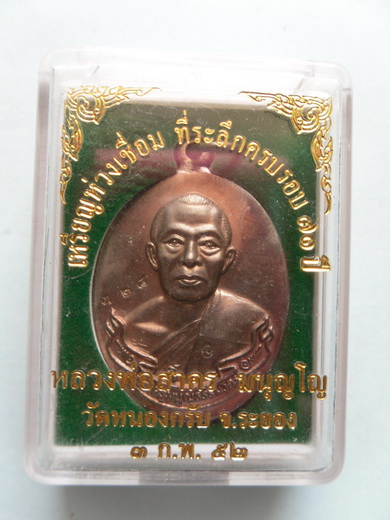 เหรียญห่วงเชื่อม ที่ระลึกครบรอบ ๗๑ ปี
หลวงพ่อสาคร มนุญฺโญ
วัดหนองกรับ จ.ระยอง
๓ ก.พ. ๕๒